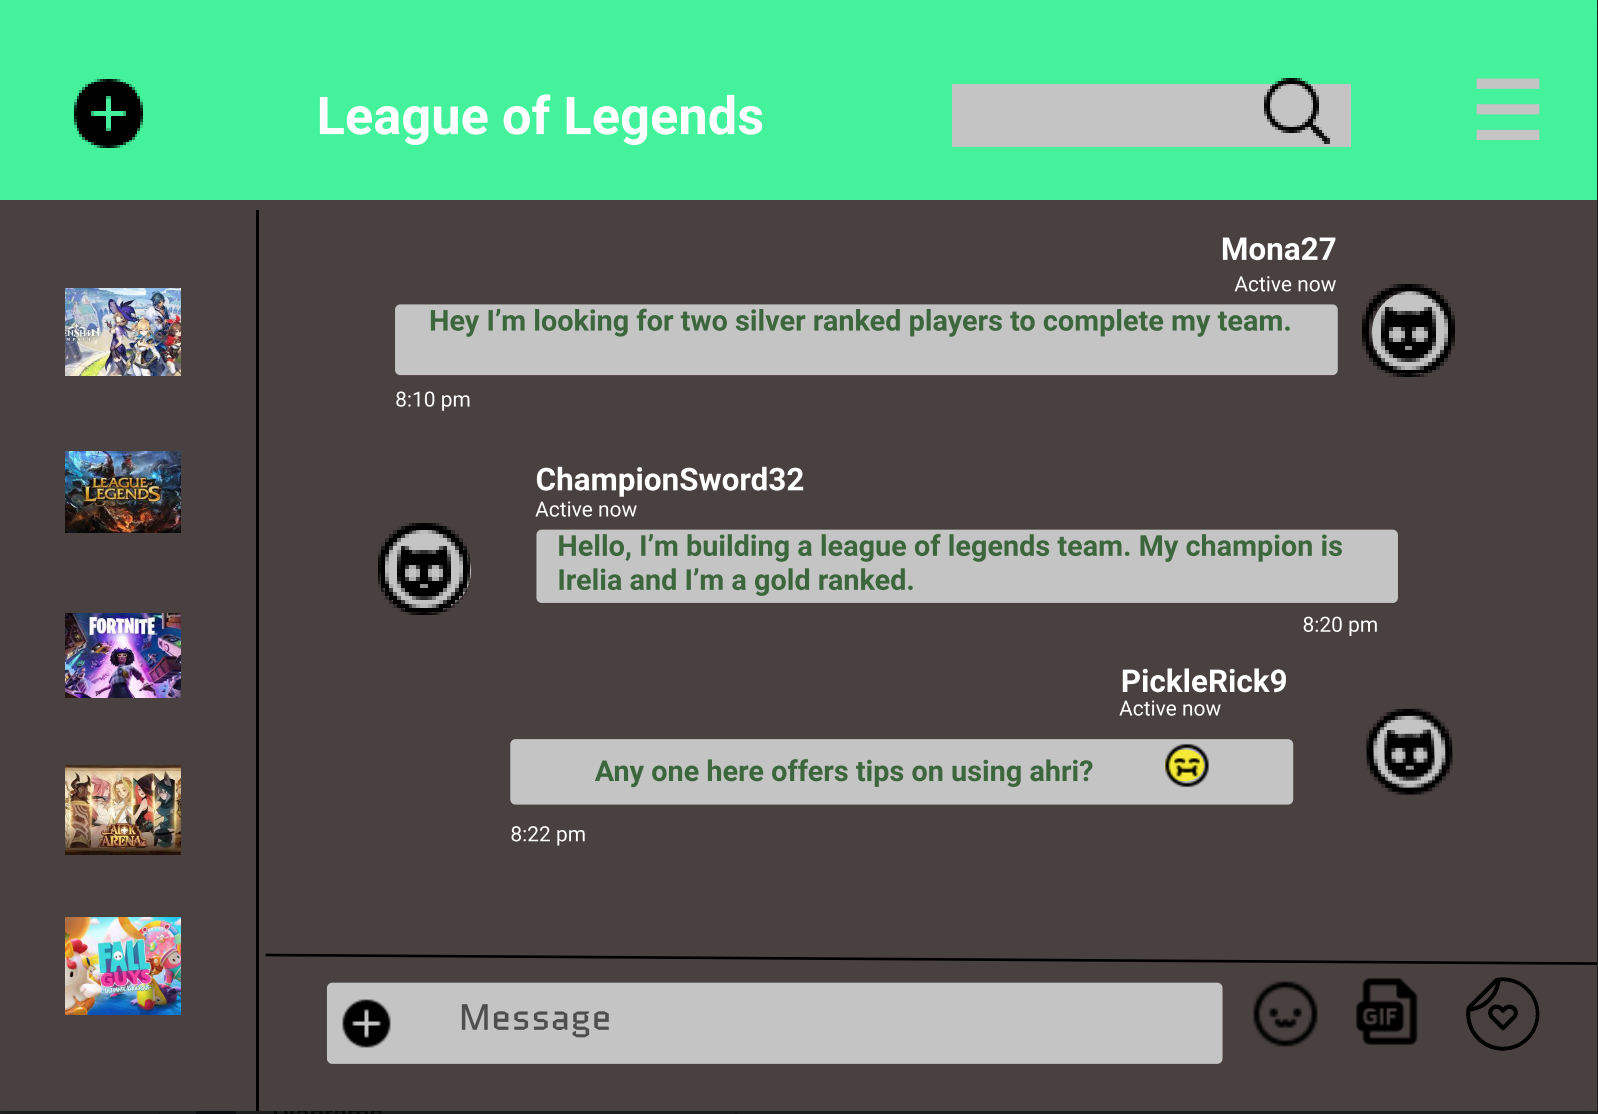 League of Legends
Mona27
Active now
Hey I'm looking for two silver ranked players to complete my team.
8:10 pm
ChampionSword32
Active now
Hello, I'm building a league of legends team. My champion is
Irelia and I'm a gold ranked.
8:20 pm
PickleRick9
Active now
Any one here offers tips on using ahri?
8:22 pm
Message
GIF
LEAGUE
LEGENDS
FORTNITE
ARENA
FALL
GUYS